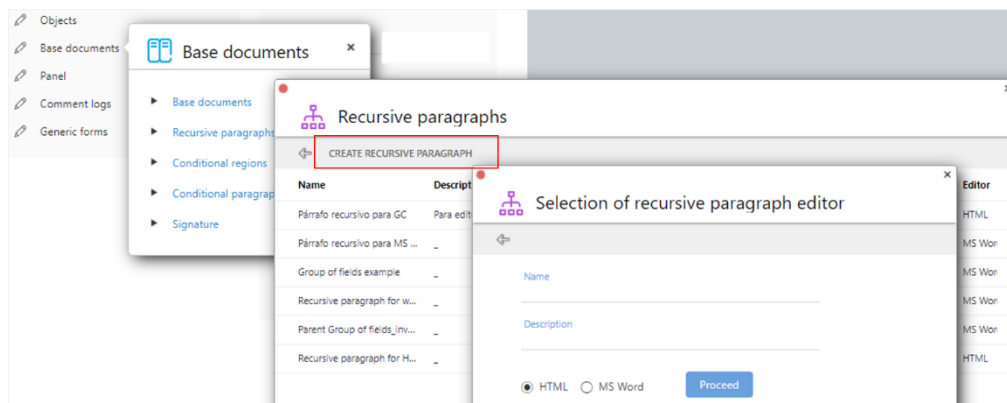 Objects
Base documents
Panel
Comment logs
Generic forms
Base documents
Base documents
Recursive paragraphs
Conditional regions
Conditional paragrap
Signature
Recursive paragraphs
CREATE RECURSIVE PARAGRAPH
Name Descript Editor
Párrafo recursivo para GC Para edit HTML
Párrafo recursivo para MS ... _ MS Wor
Group of fields example _ MS Wor
Recursive paragraph for w... _ MS Wor
Parent Group of fields_inv... _ MS Wor
Recursive paragraph for H... _ HTML
Selection of recursive paragraph editor
Name
Description
HTML MS Word Proceed